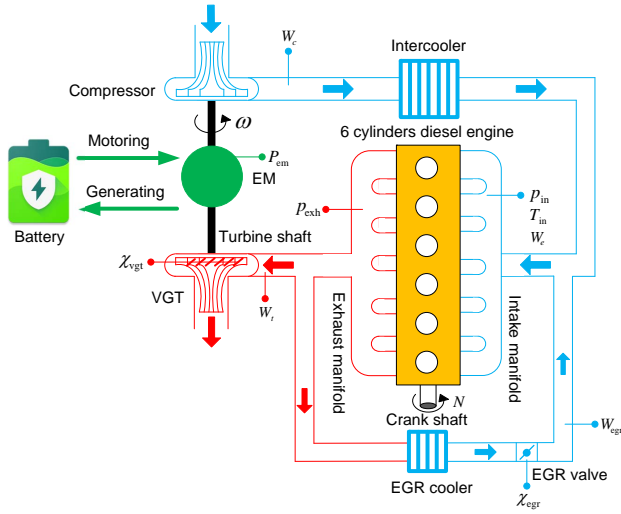 W_c
Intercooler
Compressor
ω
6 cylinders diesel engine
Motoring
P_em
EM
Generating
p_in
p_exh
T_in
W_e
Battery
Turbine shaft
χ_vgt
VGT
W_t
Exhaust manifold
Intake manifold
N
Crank shaft
W_egr
EGR cooler
EGR valve
χ_egr